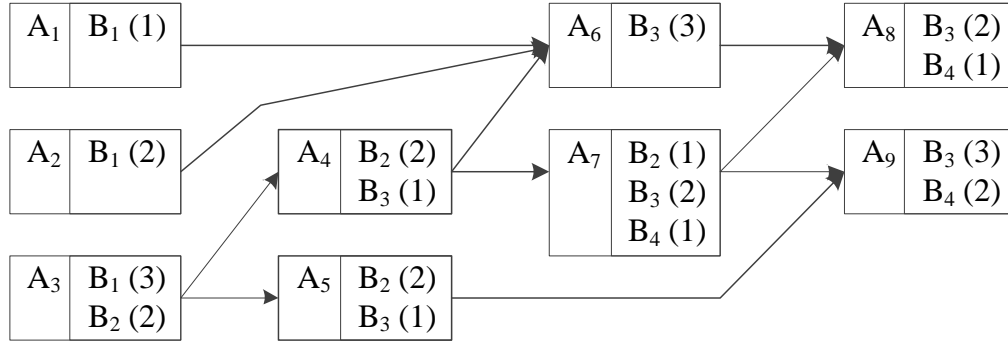 A₁ B₁ (1)
A₆ B₃ (3)
A₈ B₃ (2)
B₄ (1)
A₂ B₁ (2)
A₄ B₂ (2)
B₃ (1)
A₇ B₂ (1)
B₃ (2)
B₄ (1)
A₉ B₃ (3)
B₄ (2)
A₃ B₁ (3)
B₂ (2)
A₅ B₂ (2)
B₃ (1)